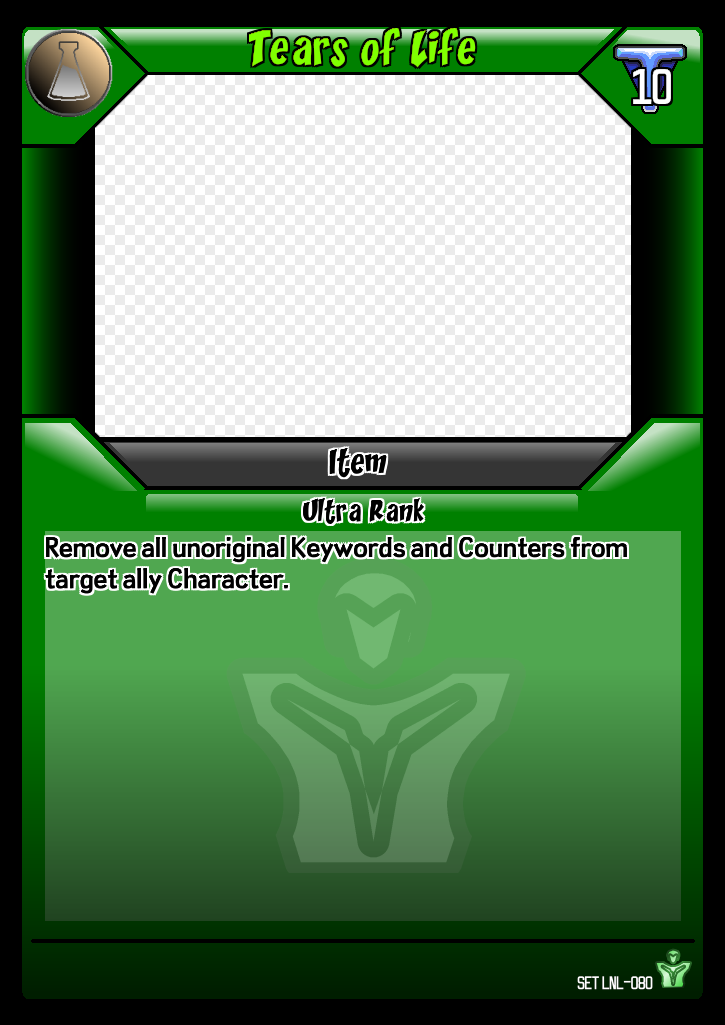 Tears of Life
10
Item
Ultra Rank
Remove all unoriginal Keywords and Counters from
target ally Character.
SET LNL-080